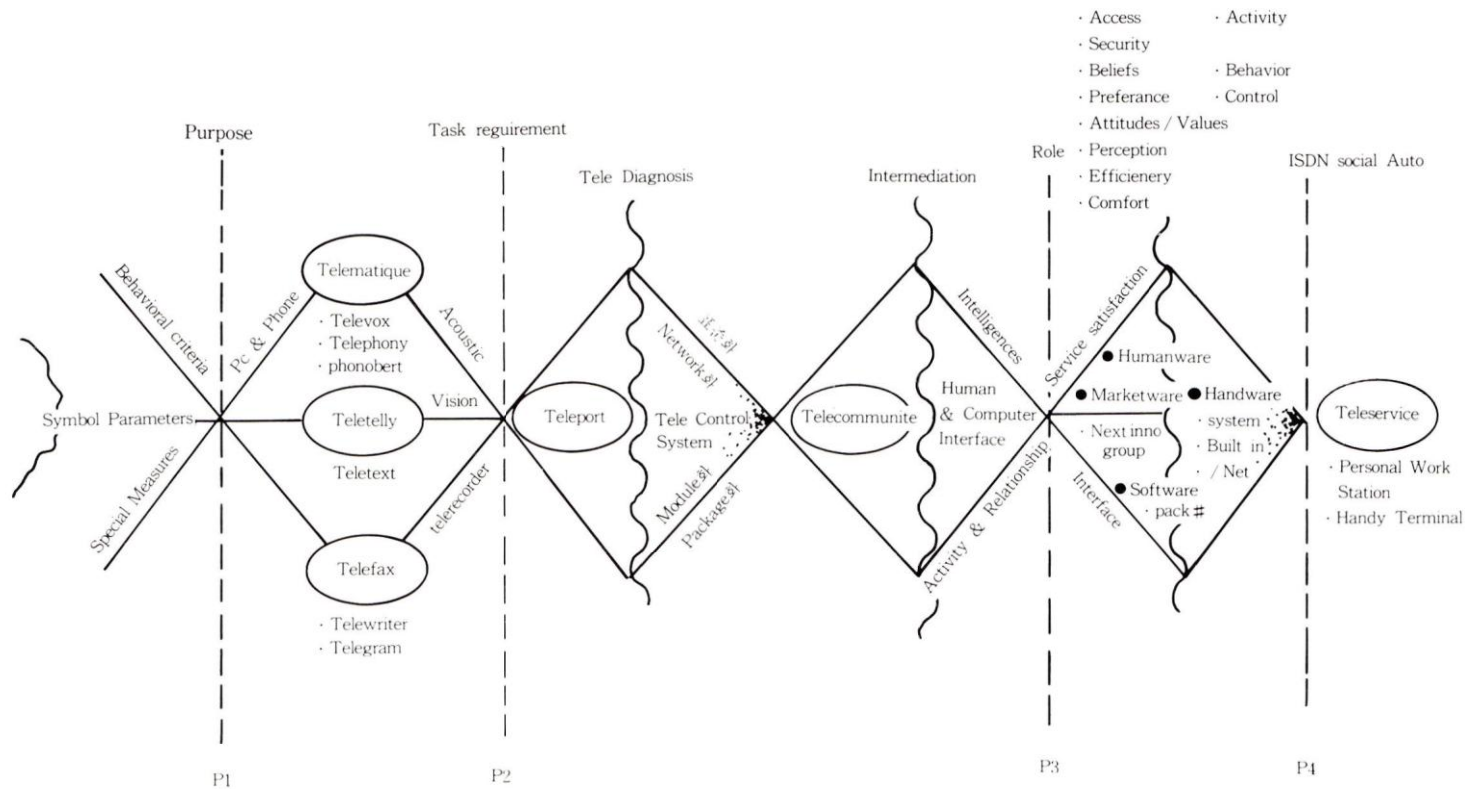 · Access · Activity
· Security
· Beliefs · Behavior
· Preferance · Control
· Attitudes / Values
Role · Perception
· Efficienery
· Comfort
Purpose
Task reguirement
Tele Diagnosis
Intermediation
ISDN social Auto
Behavioral criteria
Symbol Parameters
Special Measures
Pc & Phone
Telematique
· Televox
· Telephony
· phonobert
Acoustic
Teletelly
Vision
Teletext
telerecorder
Telefax
· Telewriter
· Telegram
Teleport
Network화
Tele Control
System
Module화
Package화
Telecommunite
Intelligences
Human
& Computer
Interface
Activity & Relationship
Service satisfaction
● Humanware
● Marketware
· Next inno
group
Interface
● Software
· pack #
● Handware
· system
· Built in
· / Net
Teleservice
· Personal Work
Station
· Handy Terminal
P1
P2
P3
P4